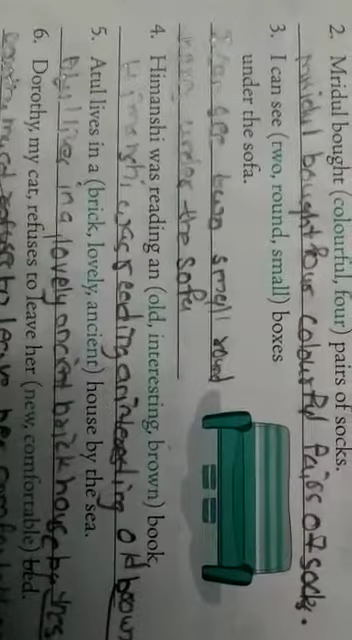 2. Mridul bought (colourful, four) pairs of socks.
mridul bought four colourful pairs of socks.
3. I can see (two, round, small) boxes
under the sofa.
I can see two small round
under the sofa
4. Himanshi was reading an (old, interesting, brown) book,
Himanshi was reading an interesting old brown
5. Atul lives in a (brick, lovely, ancient) house by the sea.
Atul lives in a lovely ancient brick house by the s
6. Dorothy, my cat, refuses to leave her (new, comfortable) bed.
to leave her